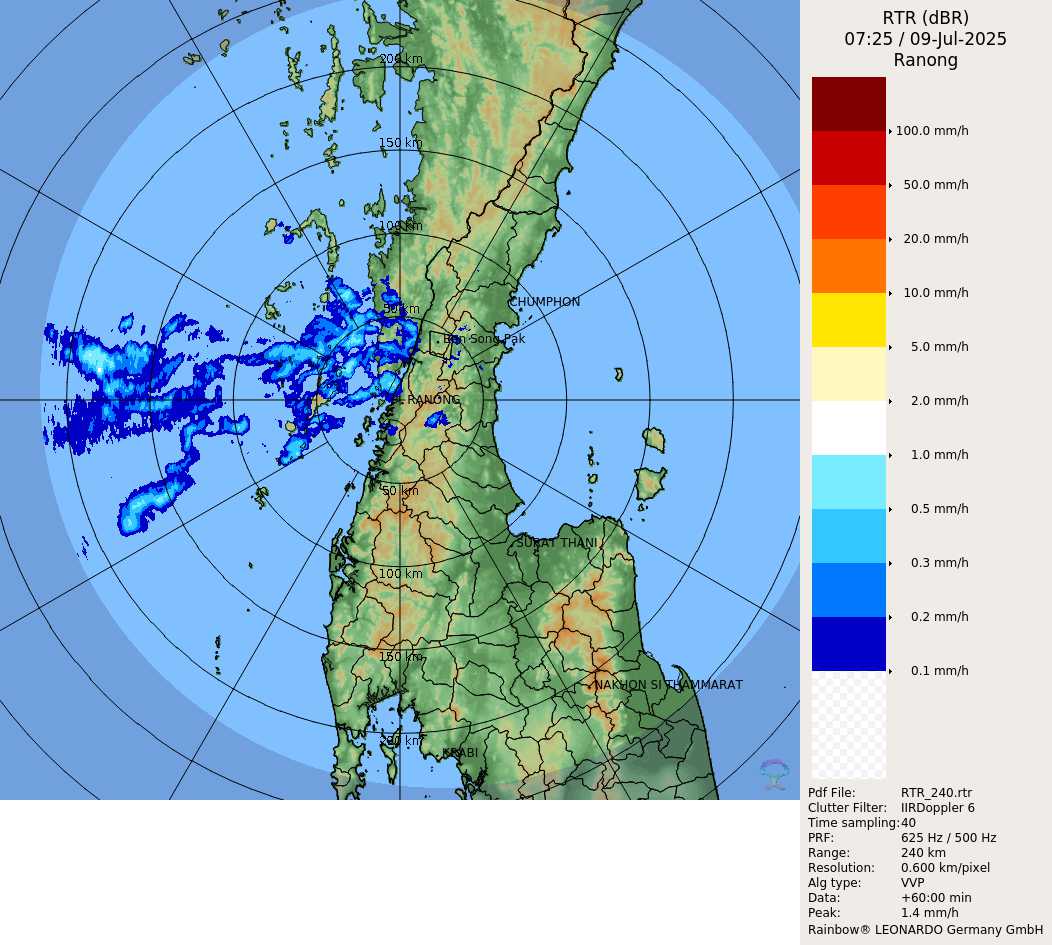 RTR (dBR)
07:25 / 09-Jul-2025
Ranong
200 km
150 km
100 km
50 km
CHUMPHON
Ban Song Pak
RANONG
50 km
SURAT THANI
100 km
150 km
NAKHON SI THAMMARAT
200 km
KRABI
100.0 mm/h
50.0 mm/h
20.0 mm/h
10.0 mm/h
5.0 mm/h
2.0 mm/h
1.0 mm/h
0.5 mm/h
0.3 mm/h
0.2 mm/h
0.1 mm/h
Pdf File: RTR_240.rtr
Clutter Filter: IIRDoppler 6
Time sampling:40
PRF: 625 Hz / 500 Hz
Range: 240 km
Resolution: 0.600 km/pixel
Alg type: VVP
Data: +60:00 min
Peak: 1.4 mm/h
Rainbow® LEONARDO Germany GmbH